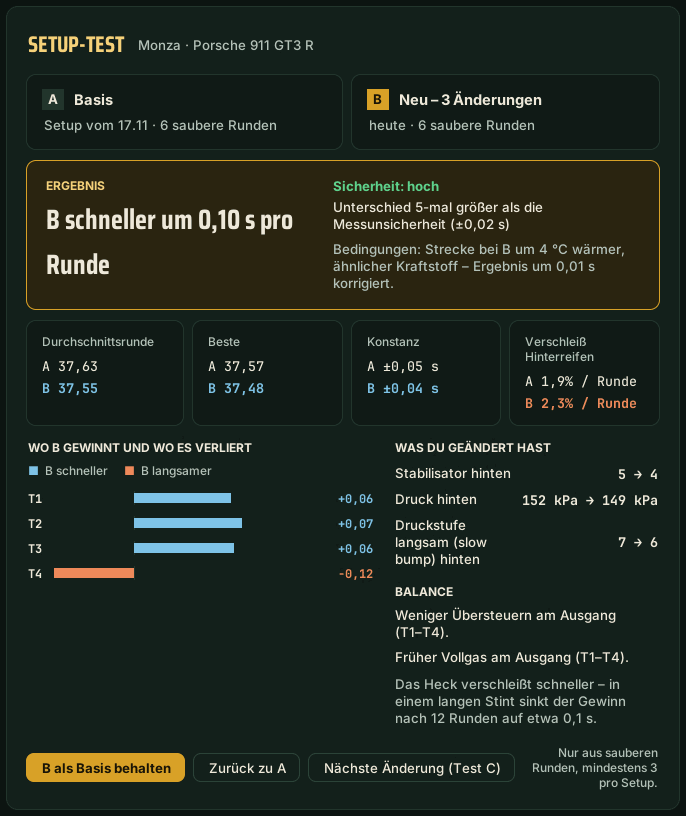 SETUP-TEST Monza · Porsche 911 GT3 R
A Basis
Setup vom 17.11 · 6 saubere Runden
B Neu – 3 Änderungen
heute · 6 saubere Runden
ERGEBNIS
B schneller um 0,10 s pro
Runde
Sicherheit: hoch
Unterschied 5-mal größer als die
Messunsicherheit (±0,02 s)
Bedingungen: Strecke bei B um 4 °C wärmer,
ähnlicher Kraftstoff – Ergebnis um 0,01 s
korrigiert.
Durchschnittsrunde
A 37,63
B 37,55
Beste
A 37,57
B 37,48
Konstanz
A ±0,05 s
B ±0,04 s
Verschleiß
Hinterreifen
A 1,9% / Runde
B 2,3% / Runde
WO B GEWINNT UND WO ES VERLIERT
B schneller B langsamer
T1 +0,06
T2 +0,07
T3 +0,06
T4 -0,12
WAS DU GEÄNDERT HAST
Stabilisator hinten 5 → 4
Druck hinten 152 kPa → 149 kPa
Druckstufe
langsam (slow 7 → 6
bump) hinten
BALANCE
Weniger Übersteuern am Ausgang
(T1–T4).
Früher Vollgas am Ausgang (T1–T4).
Das Heck verschleißt schneller – in
einem langen Stint sinkt der Gewinn
nach 12 Runden auf etwa 0,1 s.
B als Basis behalten
Zurück zu A
Nächste Änderung (Test C)
Nur aus sauberen
Runden, mindestens 3
pro Setup.